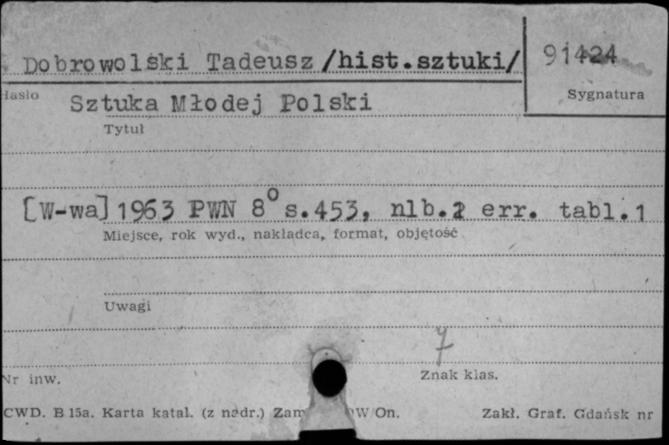 Dobrowolski Tadeusz /hist.sztuki/
91424
Hasło
Sygnatura
Sztuka Młodej Polski
Tytuł
[W-wa] 1963 PWN 8° s.453, nlb.2 err. tabl.1
Miejsce, rok wyd., nakładca, format, objętość
Uwagi
7
Nr inw.
Znak klas.
CWD. B 15a. Karta katal. (z nadr.) Zam
W On.
Zakł. Graf. Gdańsk nr